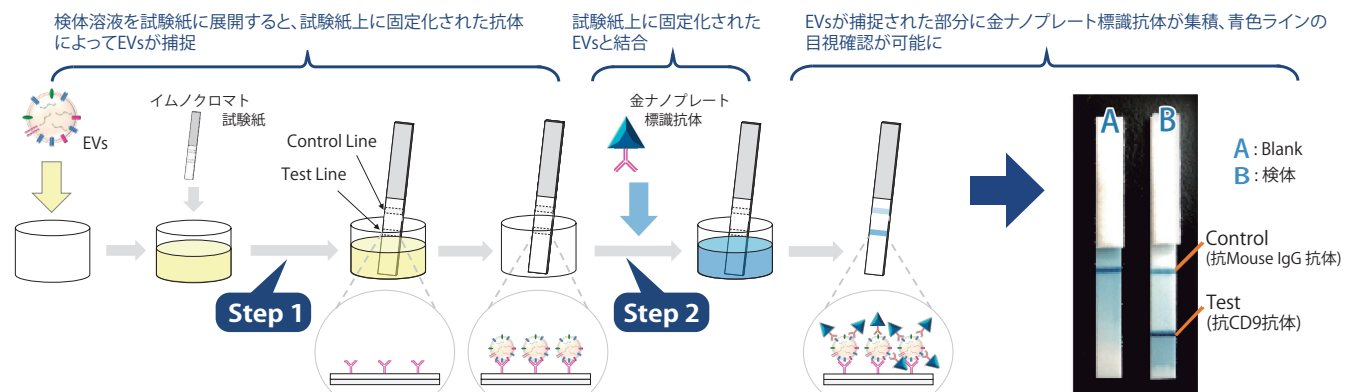 検体溶液を試験紙に展開すると、試験紙上に固定化された抗体
によってEVsが捕捉
試験紙上に固定化された
EVsと結合
EVsが捕捉された部分に金ナノプレート標識抗体が集積、青色ラインの
目視確認が可能に
EVs
イムノクロマト
試験紙
Control Line
Test Line
金ナノプレート
標識抗体
Step 1
Step 2
A
B
A : Blank
B : 検体
Control
(抗Mouse IgG 抗体)
Test
(抗CD9抗体)